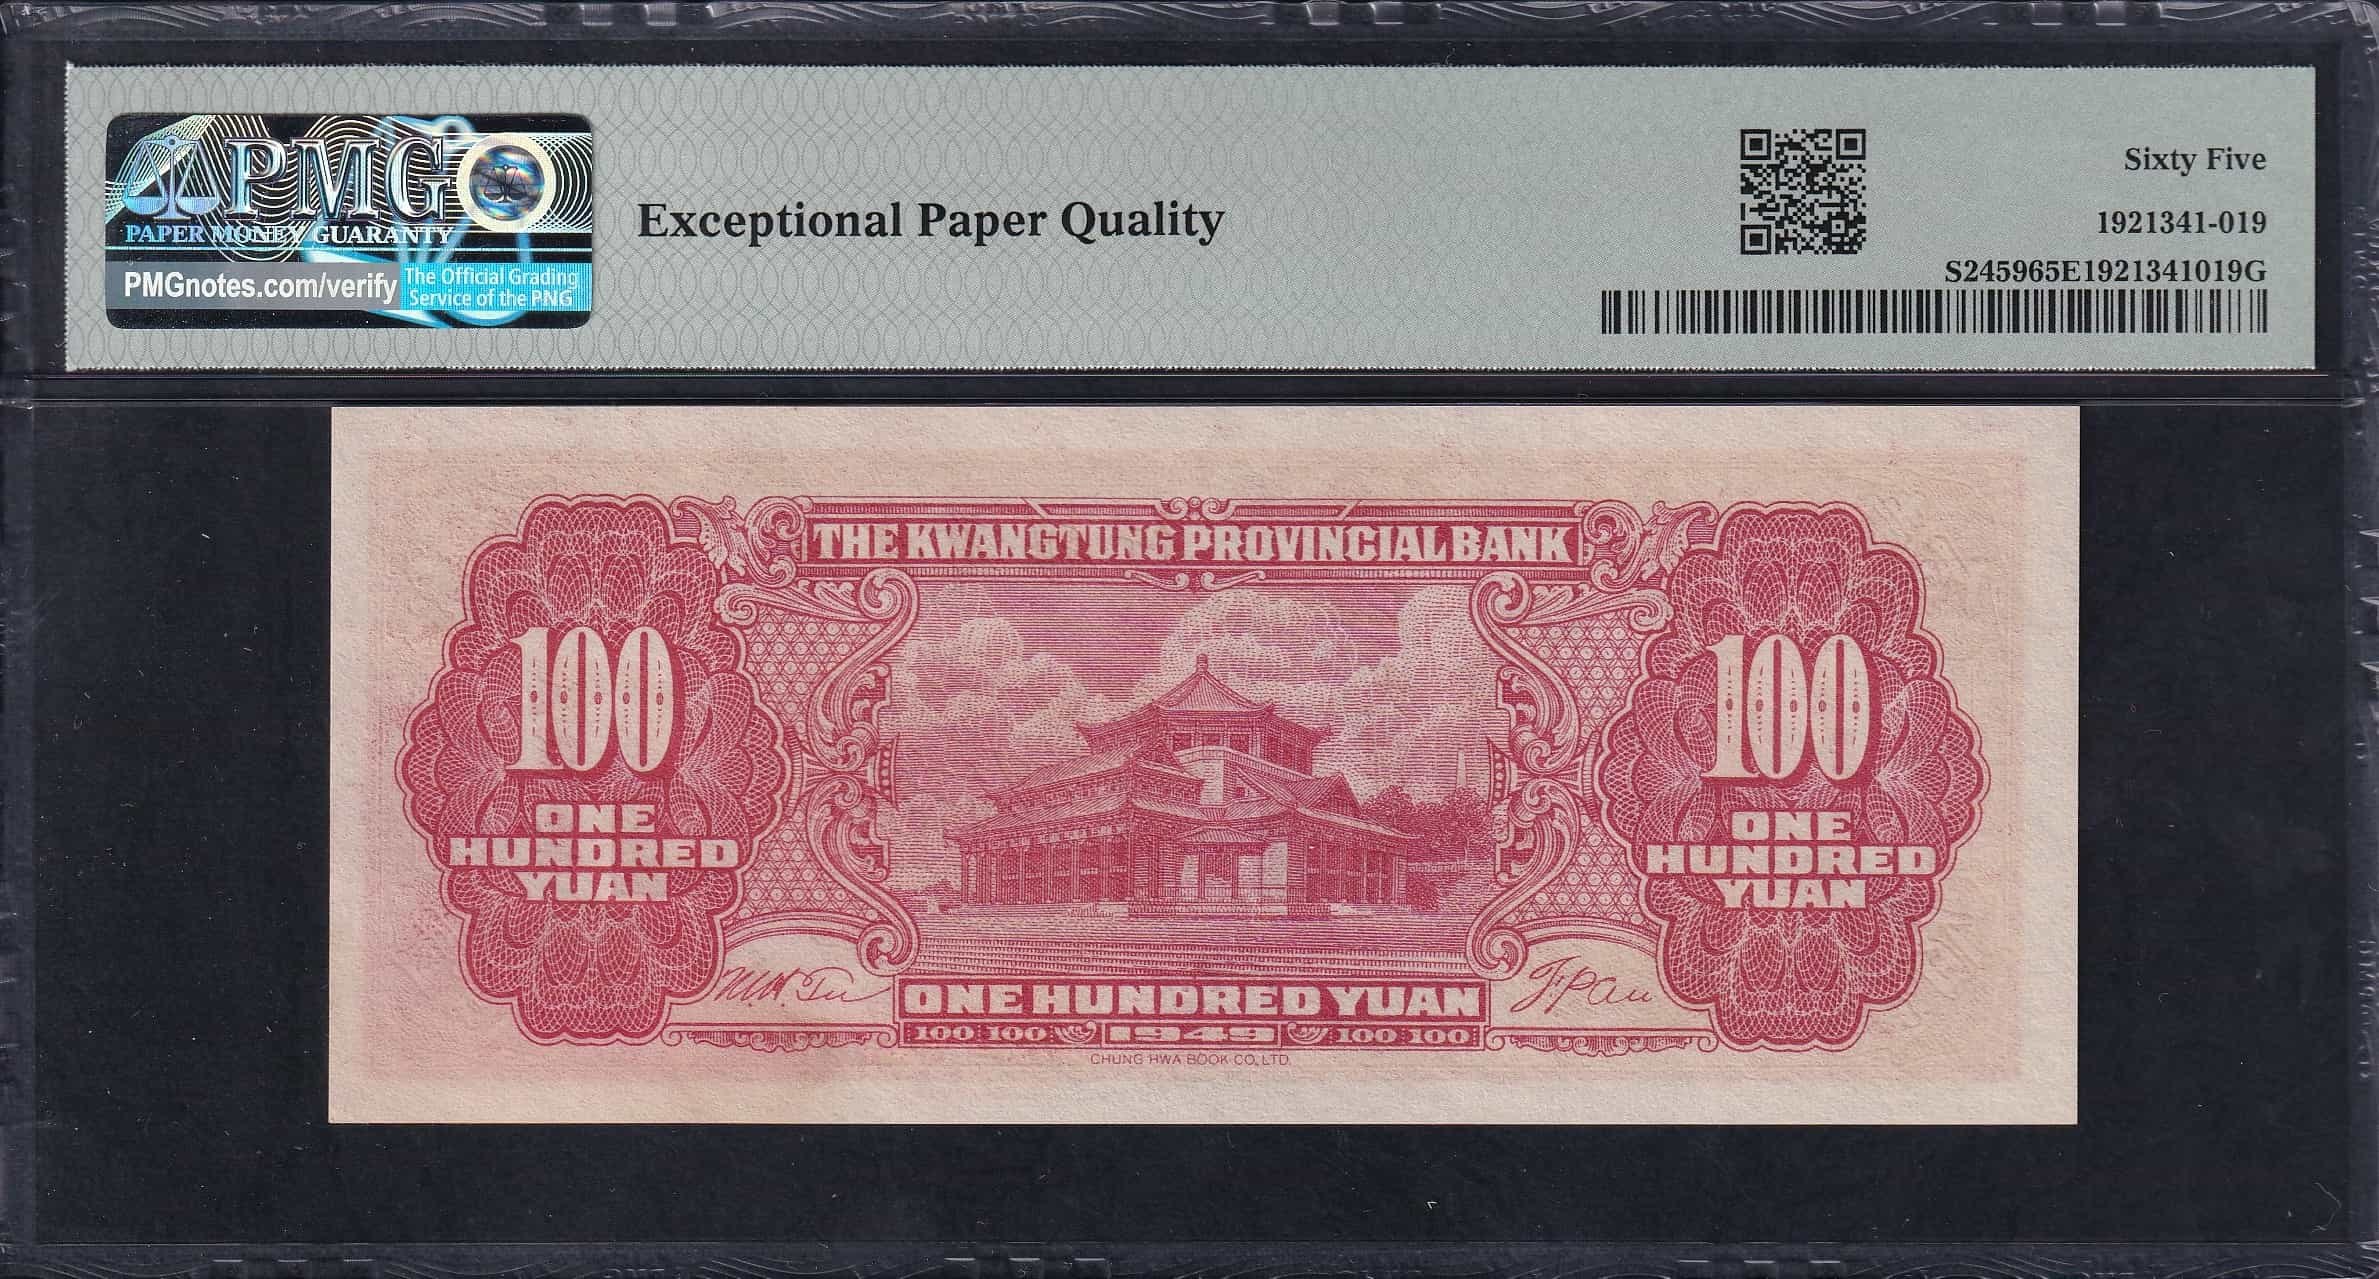 PMG
PAPER MONEY GUARANTY
PMGnotes.com/verify
The Official Grading
Service of the PNG
Exceptional Paper Quality
Sixty Five
1921341-019
S245965E1921341019G
THE KWANGTUNG PROVINCIAL BANK
100
ONE
HUNDRED
YUAN
100
ONE
HUNDRED
YUAN
ONE HUNDRED YUAN
100 100 1949 100 100
CHUNG HWA BOOK CO., LTD.